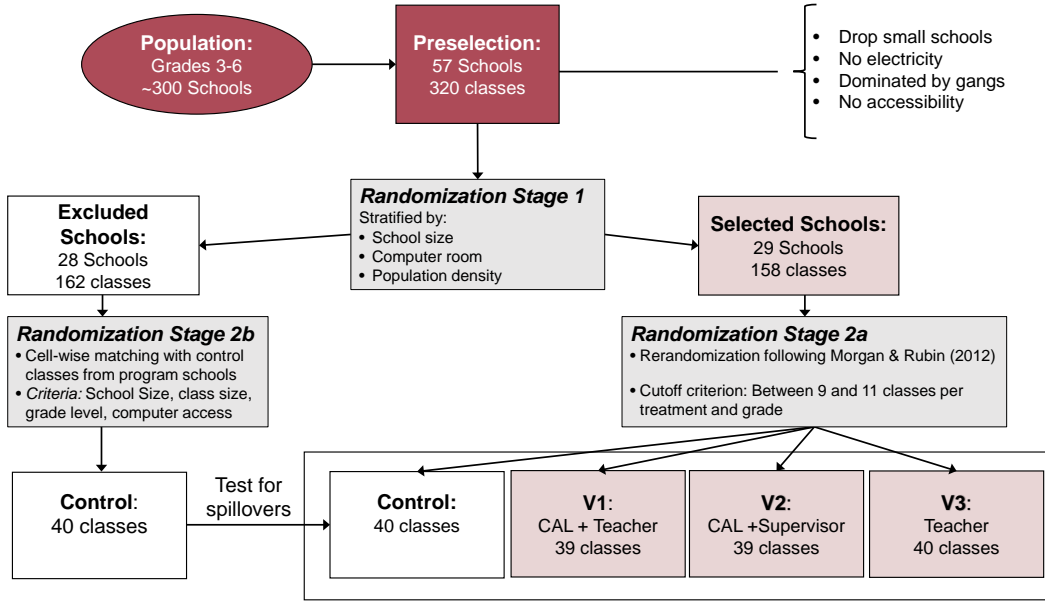 Population:
Grades 3-6
~300 Schools
Preselection:
57 Schools
320 classes
• Drop small schools
• No electricity
• Dominated by gangs
• No accessibility
Randomization Stage 1
Stratified by:
• School size
• Computer room
• Population density
Excluded
Schools:
28 Schools
162 classes
Selected Schools:
29 Schools
158 classes
Randomization Stage 2b
• Cell-wise matching with control
classes from program schools
• Criteria: School Size, class size,
grade level, computer access
Randomization Stage 2a
• Rerandomization following Morgan & Rubin (2012)
• Cutoff criterion: Between 9 and 11 classes per
treatment and grade
Control:
40 classes
Test for
spillovers
Control:
40 classes
V1:
CAL + Teacher
39 classes
V2:
CAL +Supervisor
39 classes
V3:
Teacher
40 classes